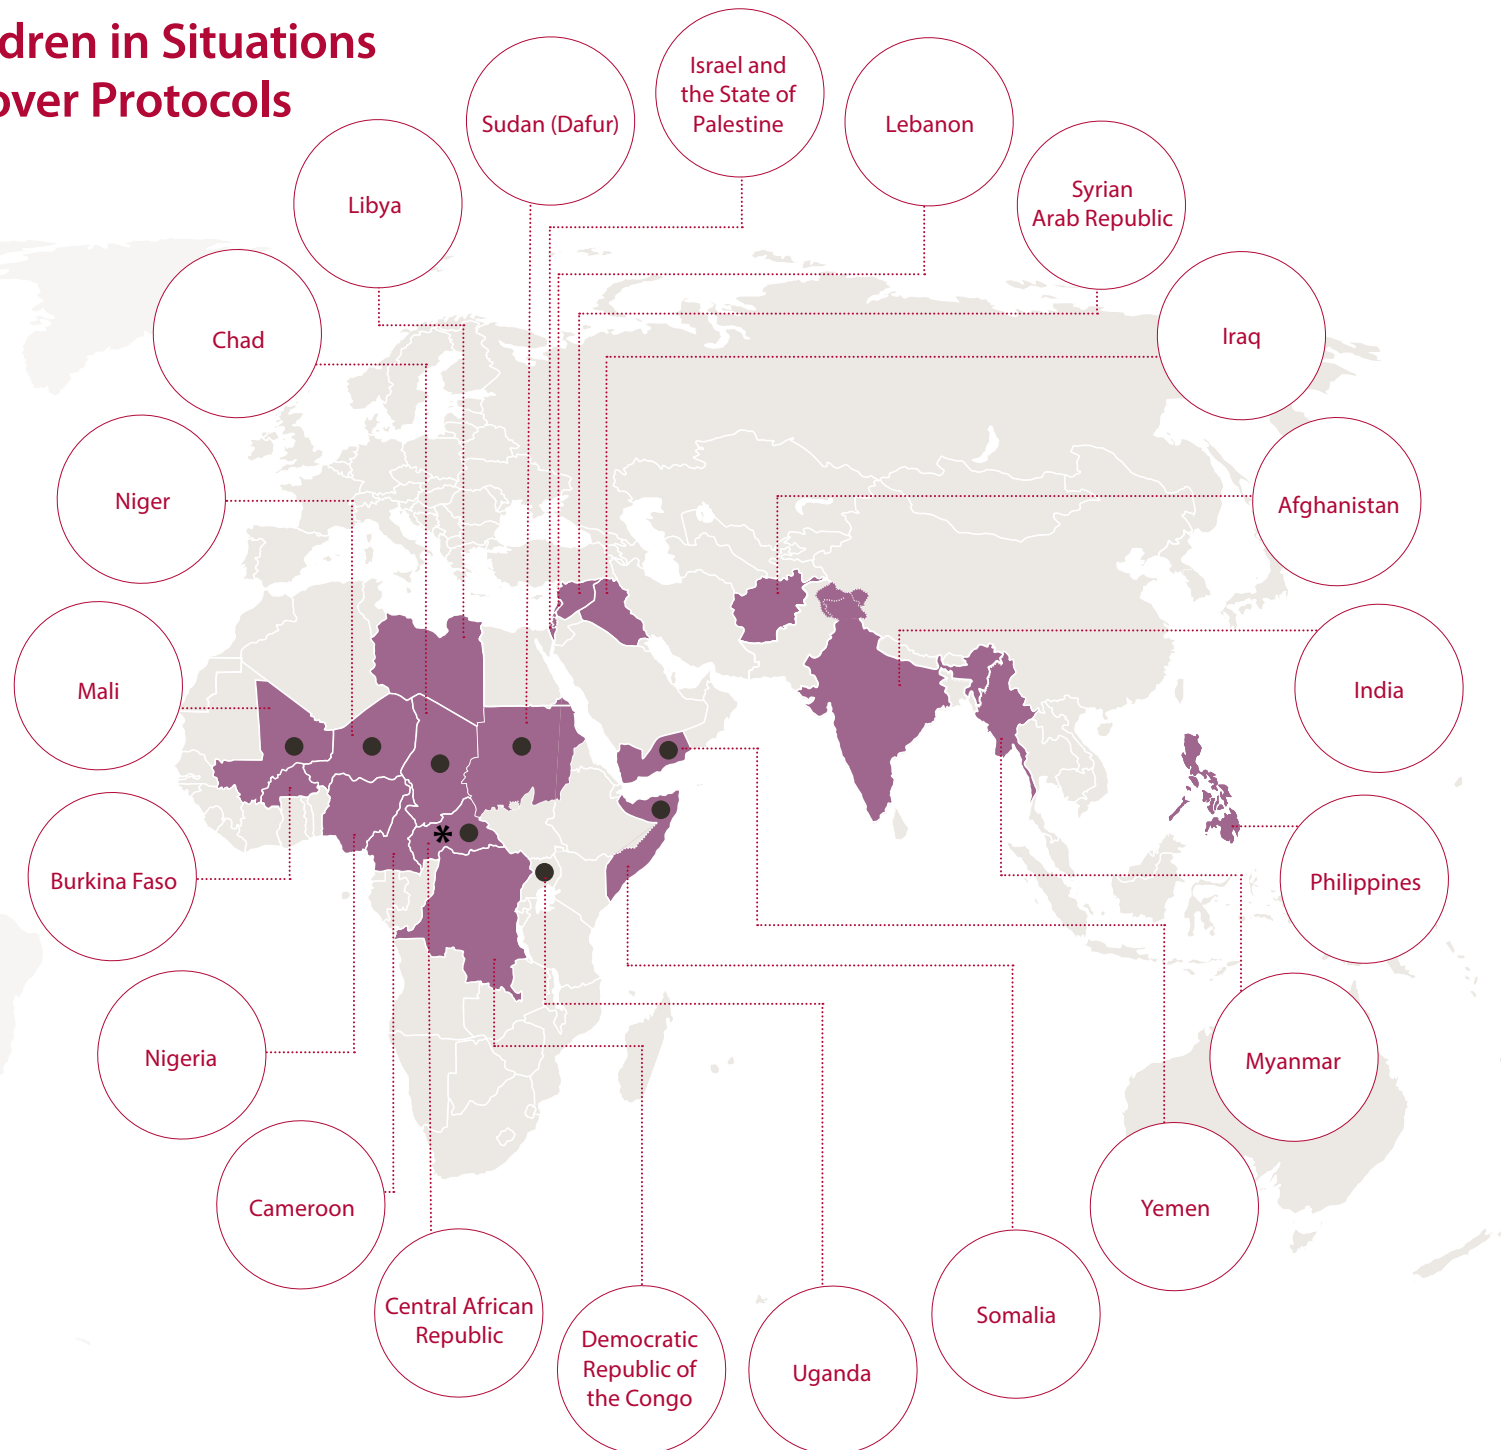 dren in Situations
over Protocols
Israel and
the State of
Palestine
Sudan (Dafur)
Lebanon
Libya
Syrian
Arab Republic
Chad
Iraq
Niger
Afghanistan
Mali
India
Burkina Faso
Philippines
Nigeria
Myanmar
Cameroon
Yemen
Central African
Republic
Democratic
Republic of
the Congo
Uganda
Somalia
*